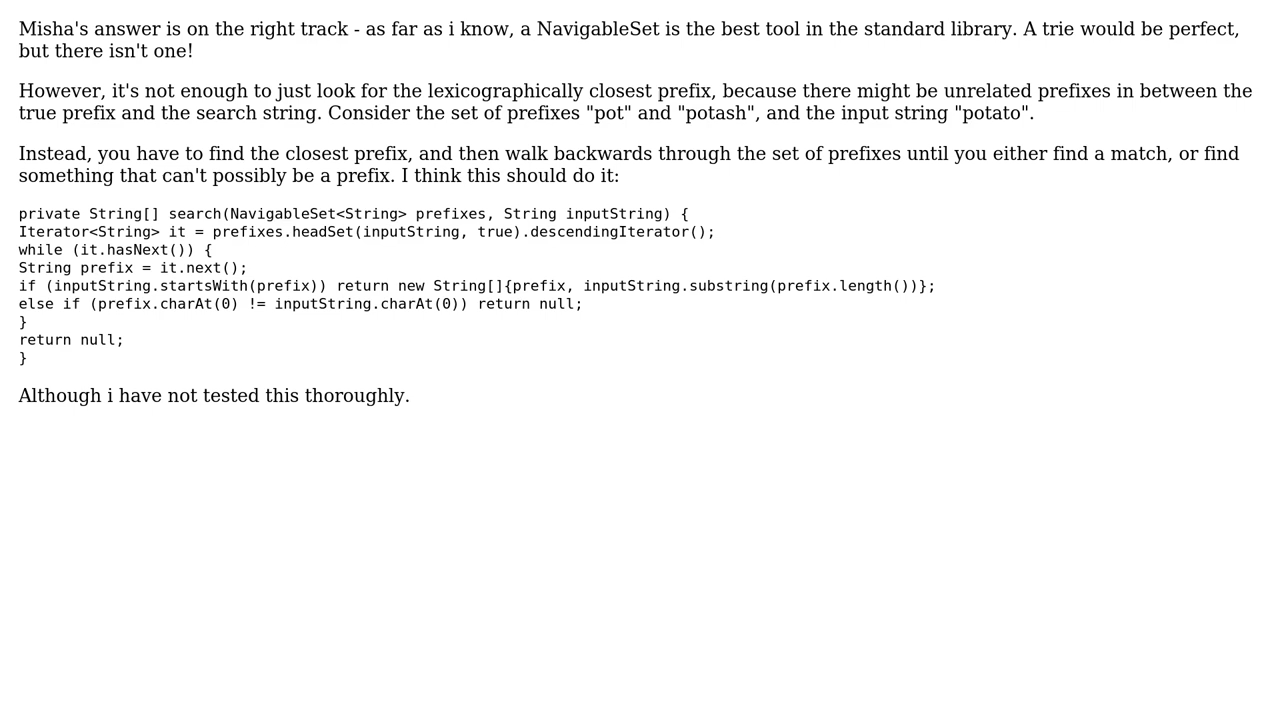 Misha's answer is on the right track - as far as i know, a NavigableSet is the best tool in the standard library. A trie would be perfect,
but there isn't one!
However, it's not enough to just look for the lexicographically closest prefix, because there might be unrelated prefixes in between the
true prefix and the search string. Consider the set of prefixes "pot" and "potash", and the input string "potato".
Instead, you have to find the closest prefix, and then walk backwards through the set of prefixes until you either find a match, or find
something that can't possibly be a prefix. I think this should do it:
private String[] search(NavigableSet<String> prefixes, String inputString) {
Iterator<String> it = prefixes.headSet(inputString, true).descendingIterator();
while (it.hasNext()) {
String prefix = it.next();
if (inputString.startsWith(prefix)) return new String[]{prefix, inputString.substring(prefix.length())};
else if (prefix.charAt(0) != inputString.charAt(0)) return null;
}
return null;
}
Although i have not tested this thoroughly.